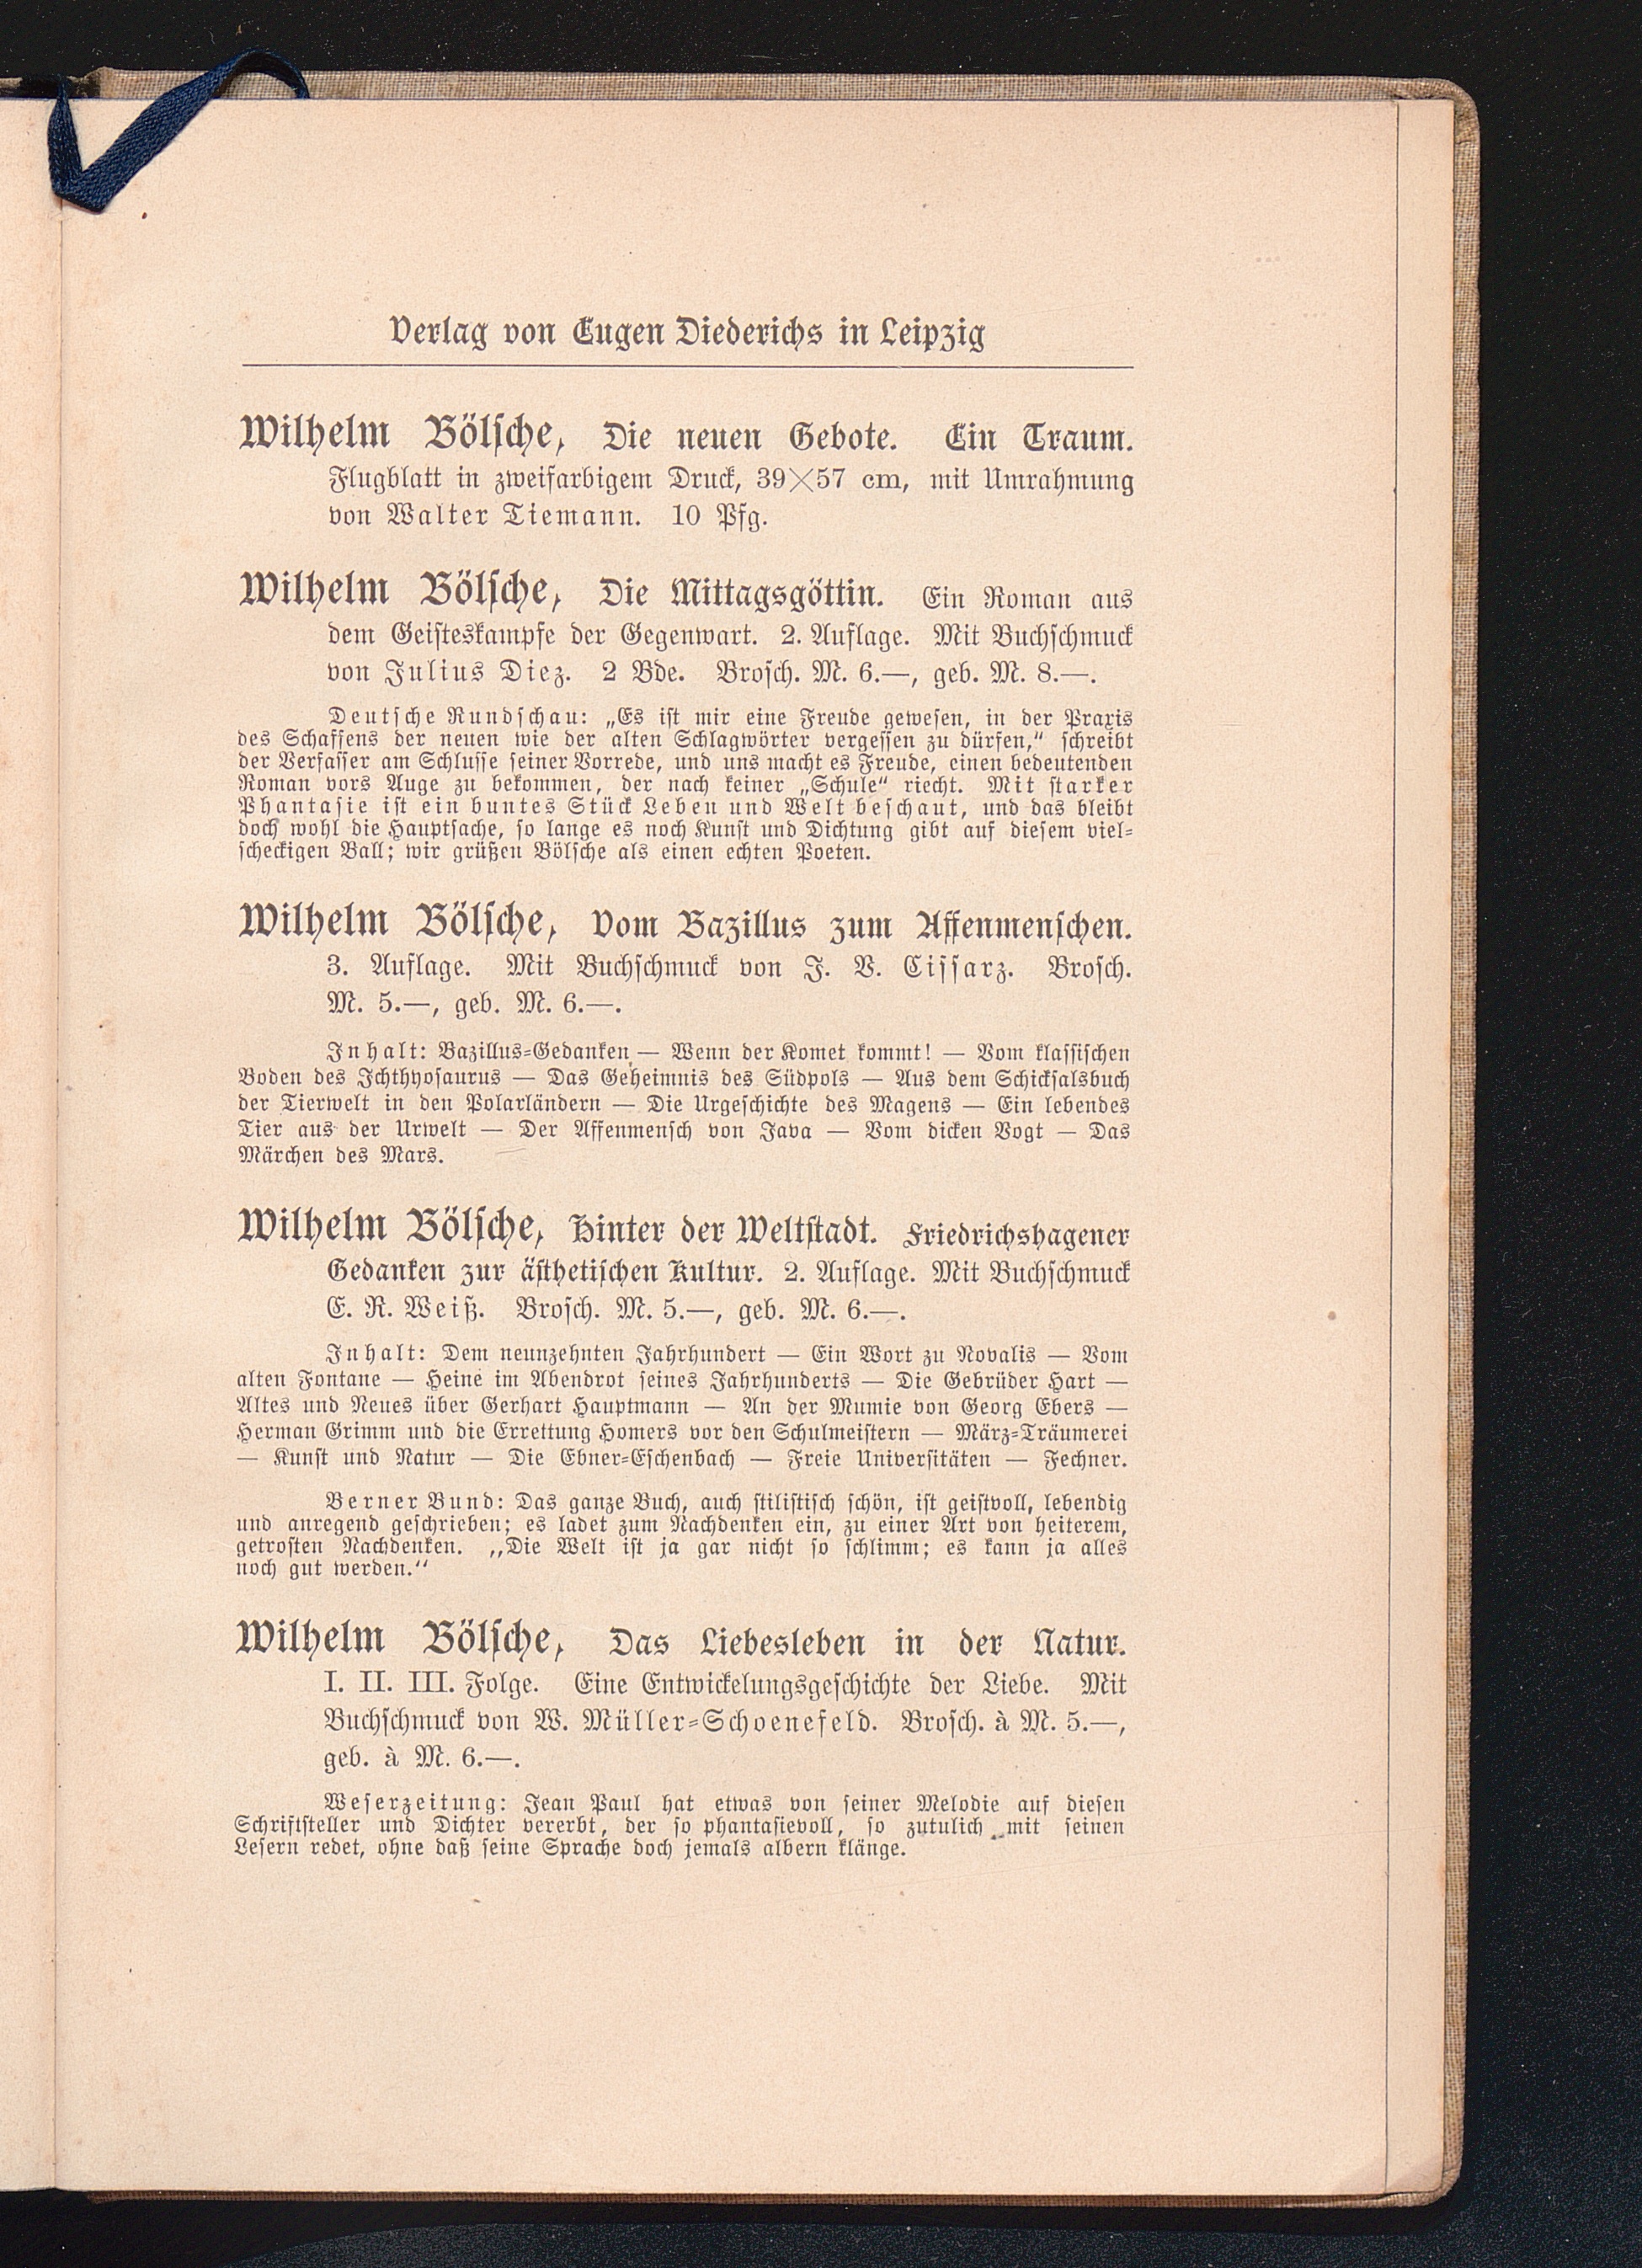 Verlag von Eugen Diederichs in Leipzig
Wilhelm Bölsche, Die neuen Gebote. Ein Traum.
Flugblatt in zweifarbigem Druck, 39×57 cm, mit Umrahmung
von Walter Tiemann. 10 Pfg.
Wilhelm Bölsche, Die Mittagsgöttin. Ein Roman aus
dem Geisteskampfe der Gegenwart. 2. Auflage. Mit Buchschmuck
von Julius Diez. 2 Bde. Brosch. M. 6.—, geb. M. 8.—.
Deutsche Rundschau: „Es ist mir eine Freude gewesen, in der Praxis
des Schaffens der neuen wie der alten Schlagwörter vergessen zu dürfen,“ schreibt
der Verfasser am Schlusse seiner Vorrede, und uns macht es Freude, einen bedeutenden
Roman vors Auge zu bekommen, der nach keiner „Schule“ riecht. Mit starker
Phantasie ist ein buntes Stück Leben und Welt beschaut, und das bleibt
doch wohl die Hauptsache, so lange es noch Kunst und Dichtung gibt auf diesem viel-
scheckigen Ball; wir grüßen Bölsche als einen echten Poeten.
Wilhelm Bölsche, Vom Bazillus zum Affenmenschen.
3. Auflage. Mit Buchschmuck von J. V. Cissarz. Brosch.
M. 5.—, geb. M. 6.—.
Inhalt: Bazillus-Gedanken — Wenn der Komet kommt! — Vom klassischen
Boden des Ichthyosaurus — Das Geheimnis des Südpols — Aus dem Schicksalsbuch
der Tierwelt in den Polarländern — Die Urgeschichte des Magens — Ein lebendes
Tier aus der Urwelt — Der Affenmensch von Java — Vom dicken Vogt — Das
Märchen des Mars.
Wilhelm Bölsche, Hinter der Weltstadt. Friedrichshagener
Gedanken zur ästhetischen Kultur. 2. Auflage. Mit Buchschmuck
E. R. Weiß. Brosch. M. 5.—, geb. M. 6.—.
Inhalt: Dem neunzehnten Jahrhundert — Ein Wort zu Novalis — Vom
alten Fontane — Heine im Abendrot seines Jahrhunderts — Die Gebrüder Hart —
Altes und Neues über Gerhart Hauptmann — An der Mumie von Georg Ebers —
Herman Grimm und die Errettung Homers vor den Schulmeistern — März-Träumerei
— Kunst und Natur — Die Ebner-Eschenbach — Freie Universitäten — Fechner.
Berner Bund: Das ganze Buch, auch stilistisch schön, ist geistvoll, lebendig
und anregend geschrieben; es ladet zum Nachdenken ein, zu einer Art von heiterem,
getrosten Nachdenken. „Die Welt ist ja gar nicht so schlimm; es kann ja alles
noch gut werden.“
Wilhelm Bölsche, Das Liebesleben in der Natur.
I. II. III. Folge. Eine Entwickelungsgeschichte der Liebe. Mit
Buchschmuck von W. Müller-Schoenefeld. Brosch. à M. 5.—,
geb. à M. 6.—.
Weserzeitung: Jean Paul hat etwas von seiner Melodie auf diesen
Schriftsteller und Dichter vererbt, der so phantasievoll, so zutulich mit seinen
Lesern redet, ohne daß seine Sprache doch jemals albern klänge.